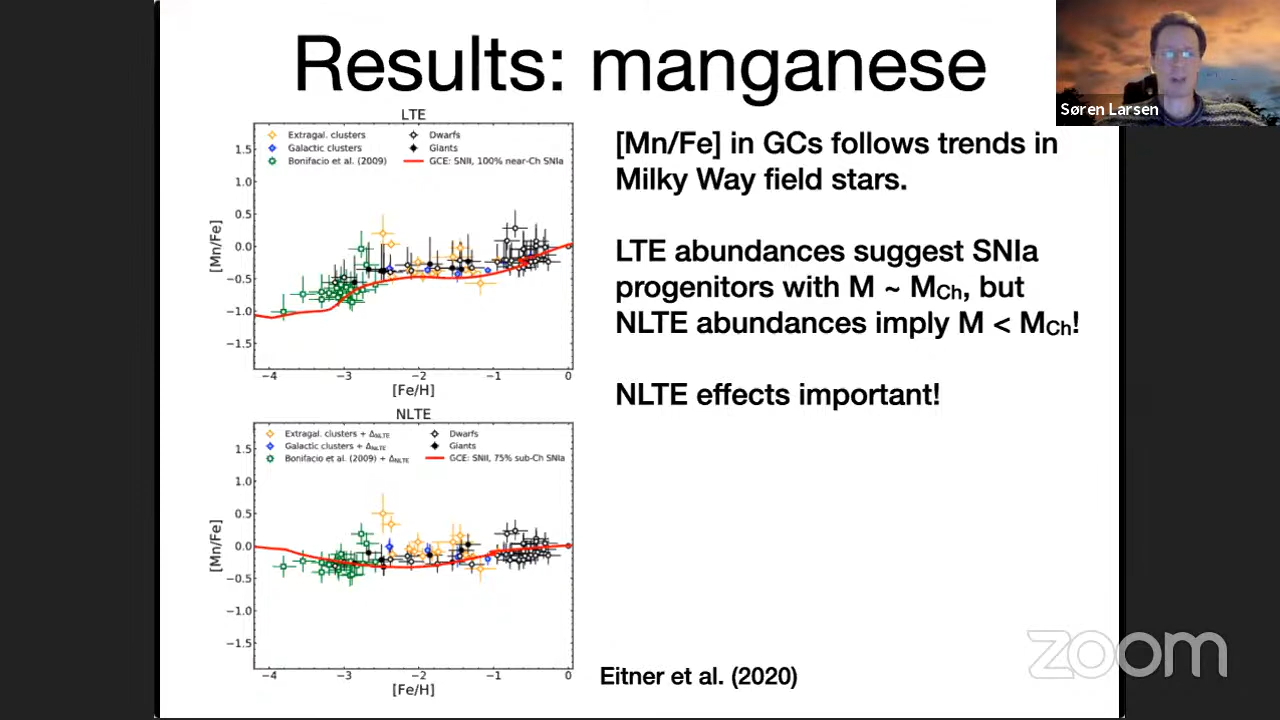 Results: manganese
Søren Larsen
LTE
Extragal. clusters
Galactic clusters
Bonifacio et al. (2009)
Dwarfs
Giants
GCE: SNII, 100% near-Ch SNIa
[Mn/Fe]
1.5
1.0
0.5
0.0
−0.5
−1.0
−1.5
−4
−3
−2
−1
0
[Fe/H]
NLTE
Extragal. clusters + ΔNLTE
Galactic clusters + ΔNLTE
Bonifacio et al. (2009) + ΔNLTE
Dwarfs
Giants
GCE: SNII, 75% sub-Ch SNIa
[Mn/Fe]
1.5
1.0
0.5
0.0
−0.5
−1.0
−1.5
−4
−3
−2
−1
0
[Fe/H]
[Mn/Fe] in GCs follows trends in
Milky Way field stars.
LTE abundances suggest SNIa
progenitors with M ~ MCh, but
NLTE abundances imply M < MCh!
NLTE effects important!
Eitner et al. (2020)
zoom